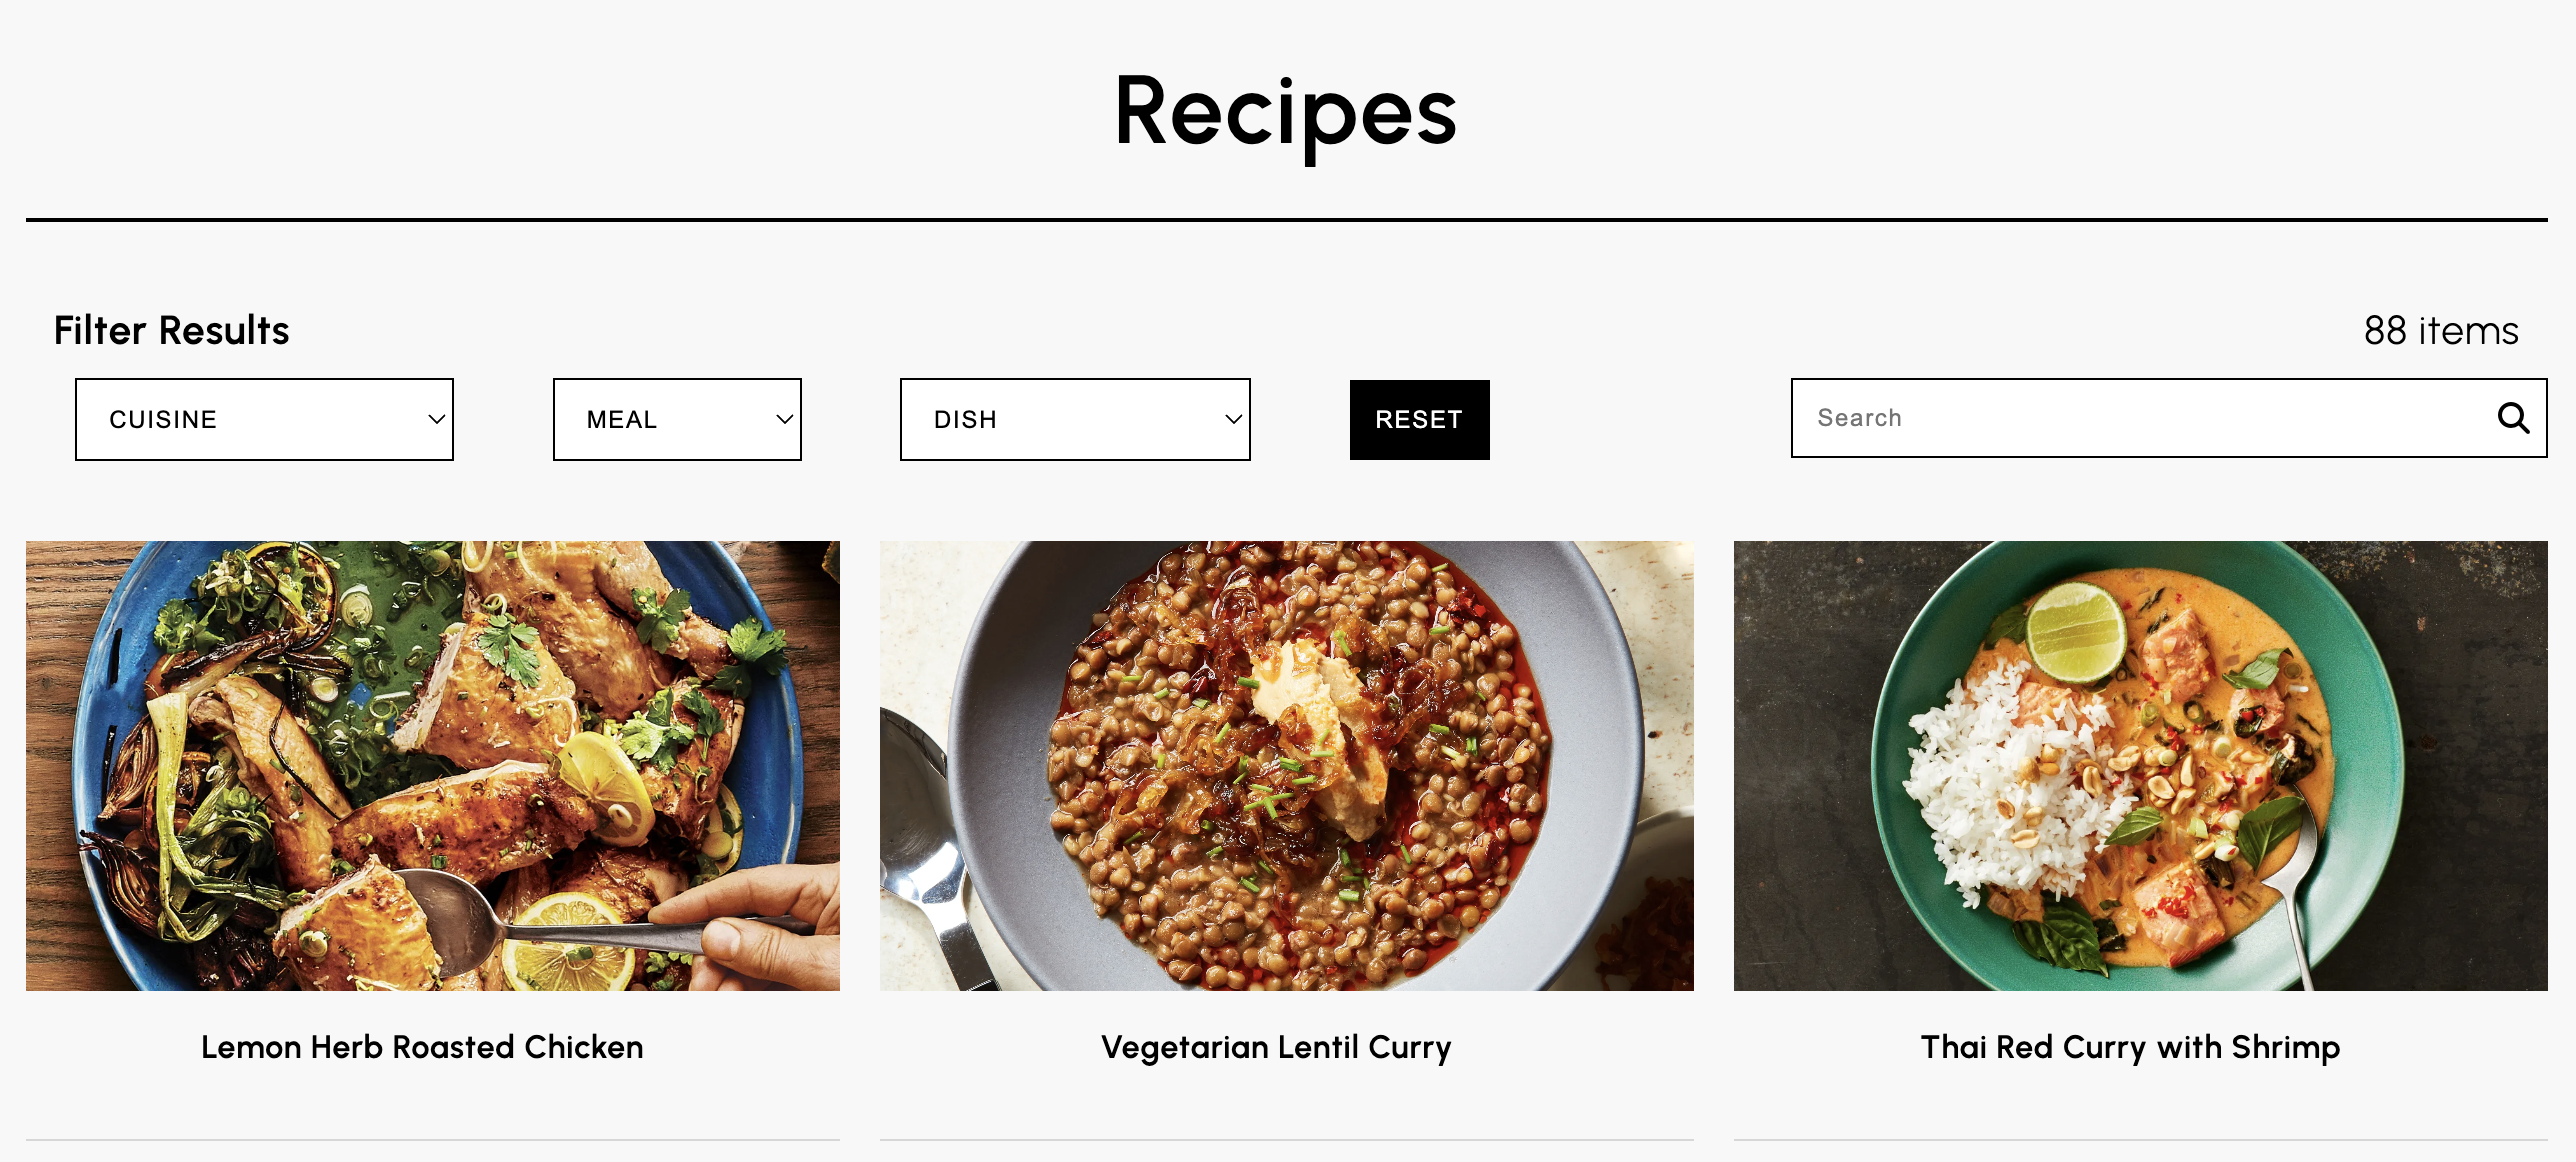 Recipes
Filter Results
88 items
CUISINE
MEAL
DISH
RESET
Search
Lemon Herb Roasted Chicken
Vegetarian Lentil Curry
Thai Red Curry with Shrimp